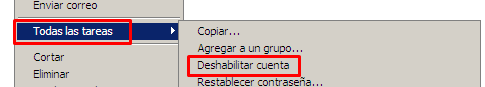 Enviar correo
Todas las tareas
Cortar
Eliminar
Copiar...
Agregar a un grupo...
Deshabilitar cuenta
Restablecer contraseña...